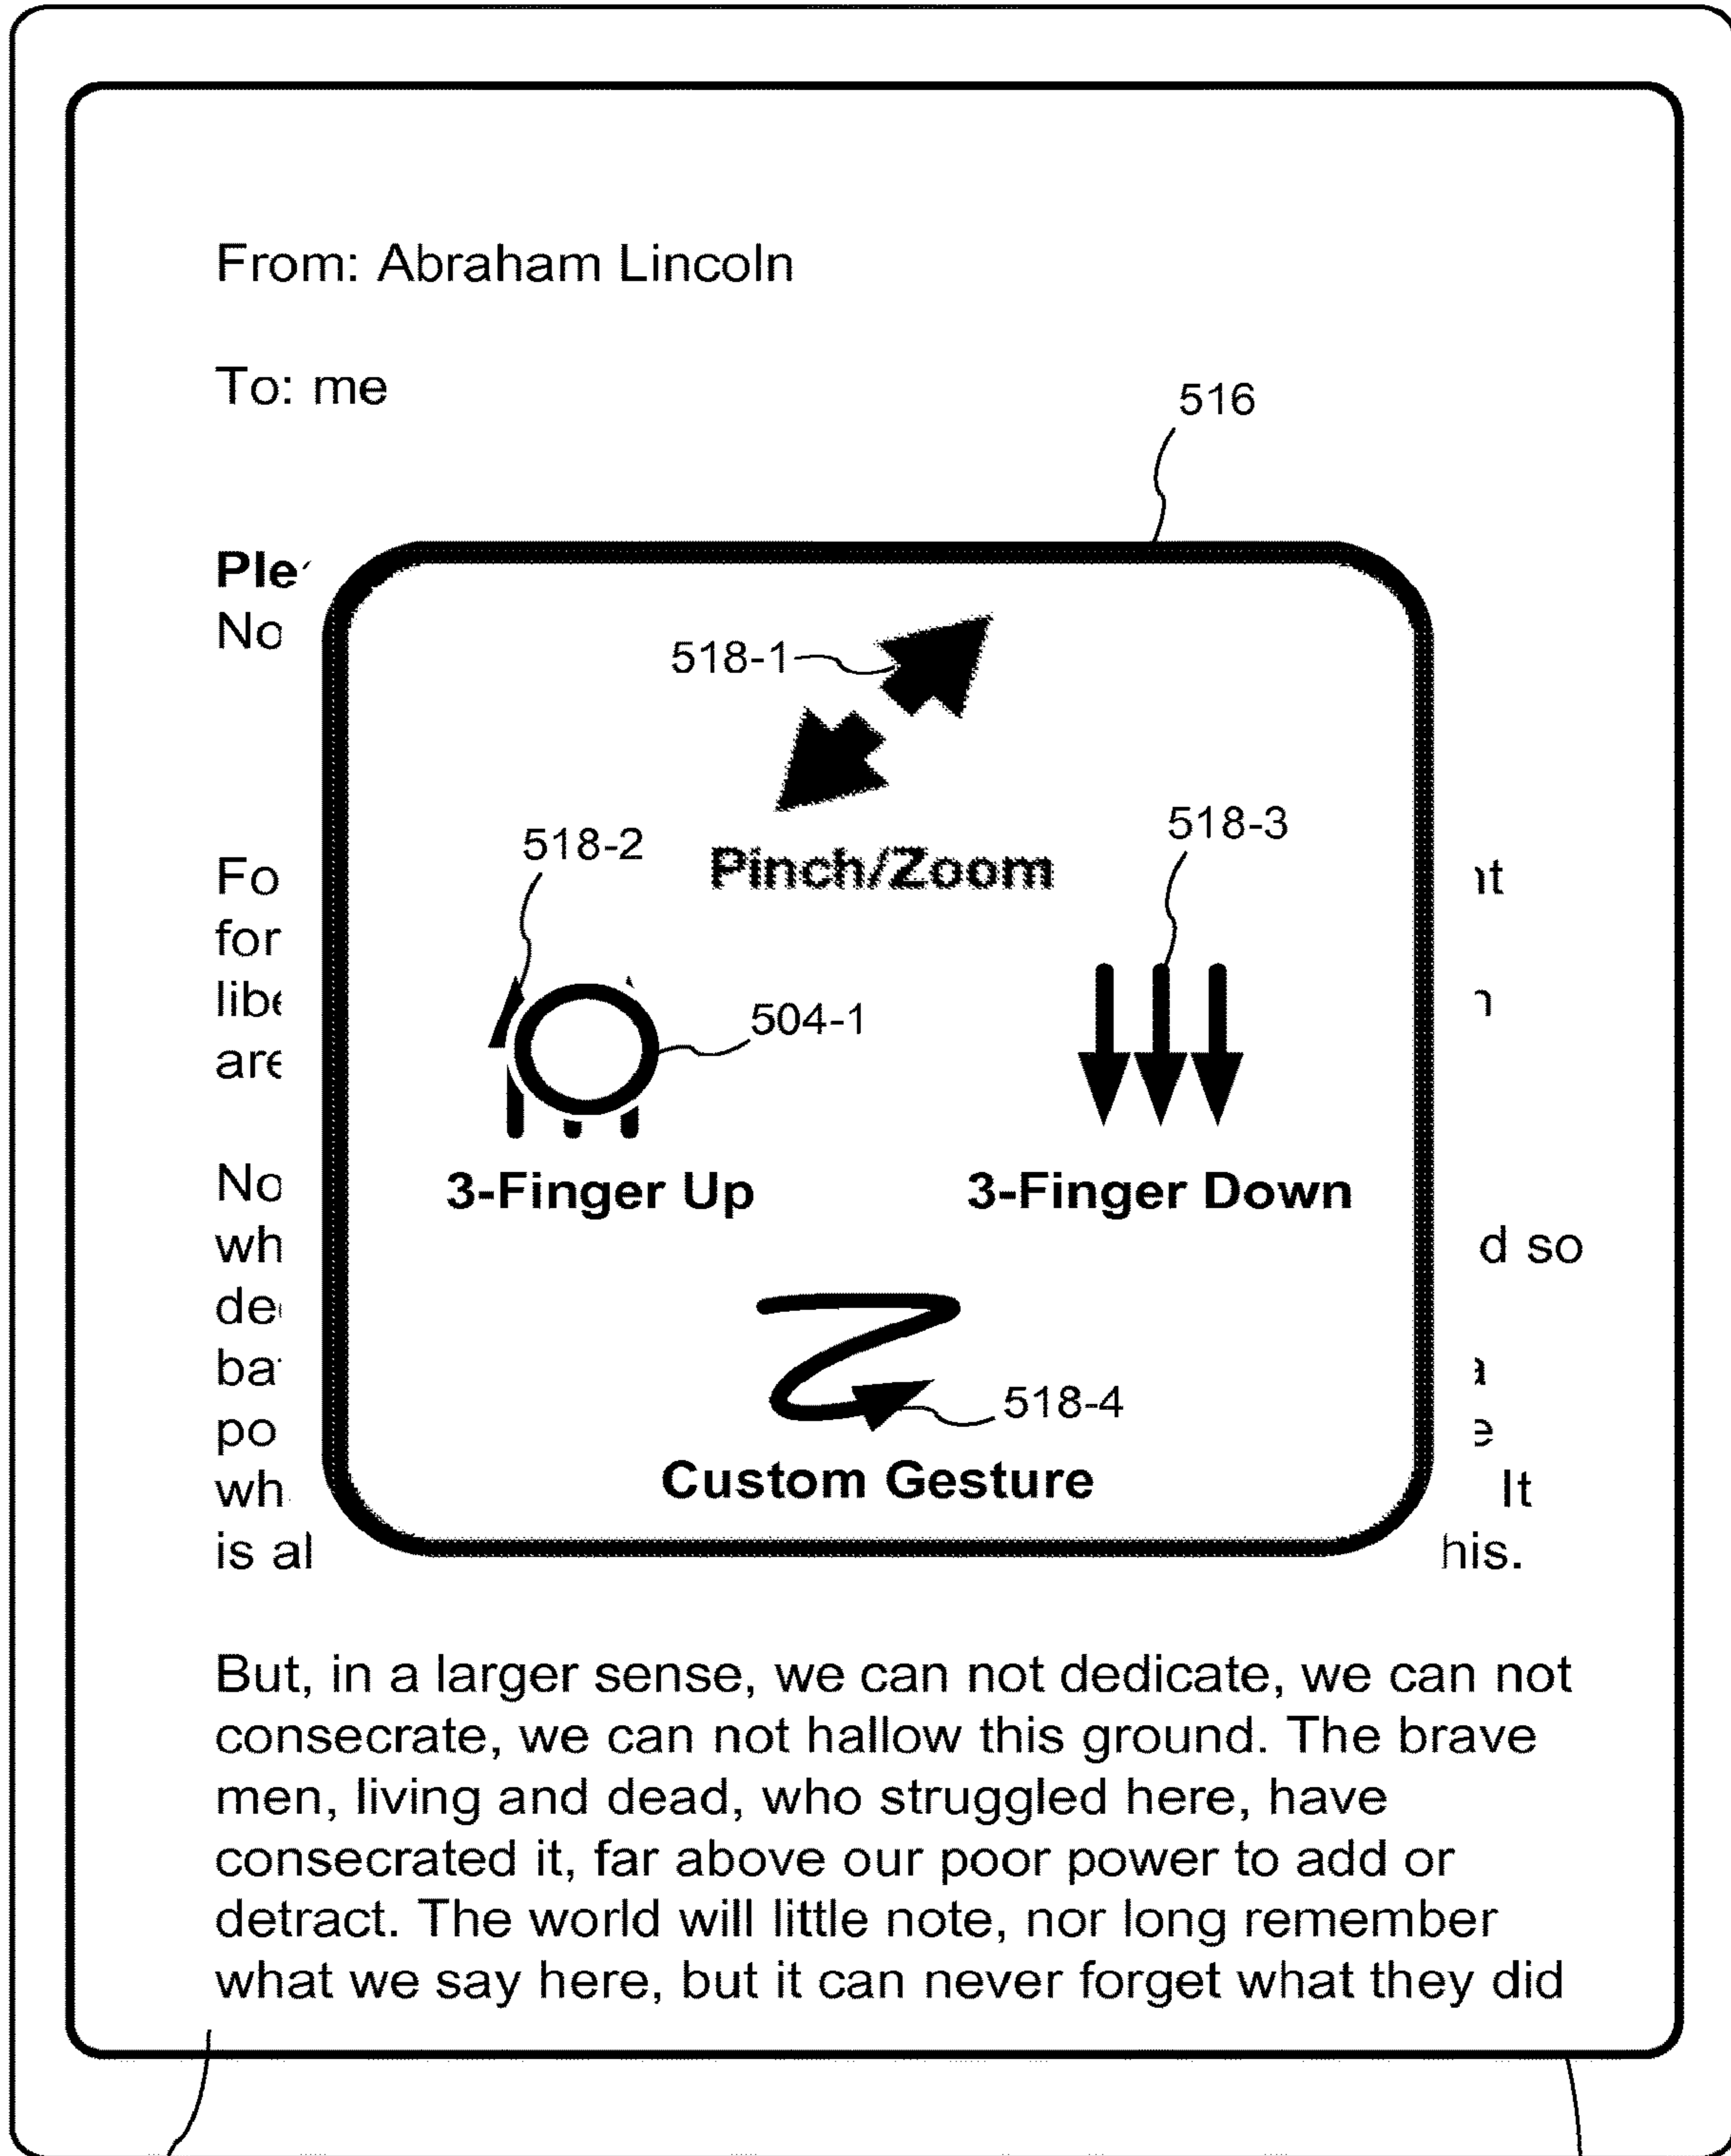 From: Abraham Lincoln
To: me
516
Ple
No
518-1
518-2
518-3
Pinch/Zoom
Fo
for
504-1
3-Finger Up
3-Finger Down
No
wh
d so
518-4
po
wh
It
Custom Gesture
is al
his.
But, in a larger sense, we can not dedicate, we can not
consecrate, we can not hallow this ground. The brave
men, living and dead, who struggled here, have
consecrated it, far above our poor power to add or
detract. The world will little note, nor long remember
what we say here, but it can never forget what they did